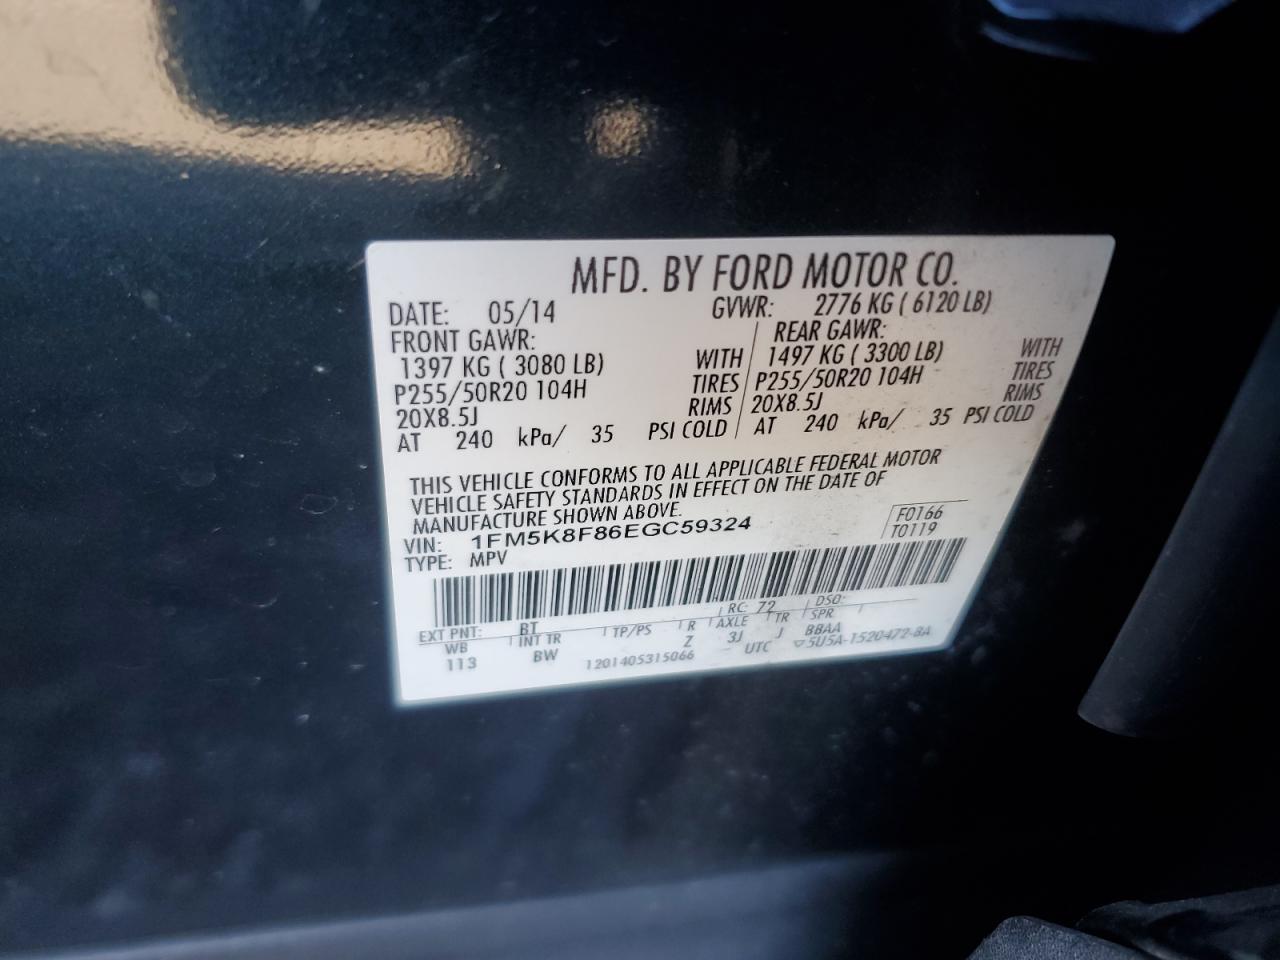 MFD. BY FORD MOTOR CO.
DATE: 05/14 GVWR: 2776 KG ( 6120 LB)
FRONT GAWR: REAR GAWR:
1397 KG ( 3080 LB) WITH 1497 KG ( 3300 LB) WITH
P255/50R20 104H TIRES P255/50R20 104H TIRES
20X8.5J RIMS 20X8.5J RIMS
AT 240 kPa/ 35 PSI COLD AT 240 kPa/ 35 PSI COLD
THIS VEHICLE CONFORMS TO ALL APPLICABLE FEDERAL MOTOR
VEHICLE SAFETY STANDARDS IN EFFECT ON THE DATE OF
MANUFACTURE SHOWN ABOVE.
VIN: 1FM5K8F86EGC59324 F0166
TYPE: MPV T0119
EXT PNT: BT RC: 72 DSO:
WB INT TR TP/PS R AXLE TR SPR
113 BW Z 3J J BBAA
1201405315066 UTC ▽5U5A-1520472-BA